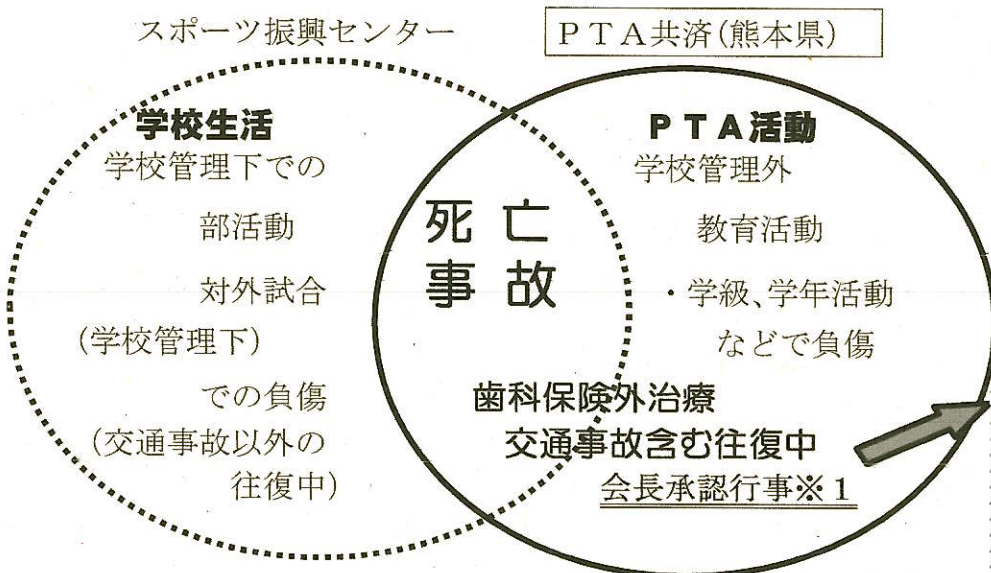 スポーツ振興センター
PTA共済(熊本県)
学校生活
学校管理下での
部活動
対外試合
(学校管理下)
での負傷
(交通事故以外の
往復中)
死亡
事故
PTA活動
学校管理外
教育活動
・学級、学年活動
などで負傷
歯科保険外治療
交通事故含む往復中
会長承認行事※1